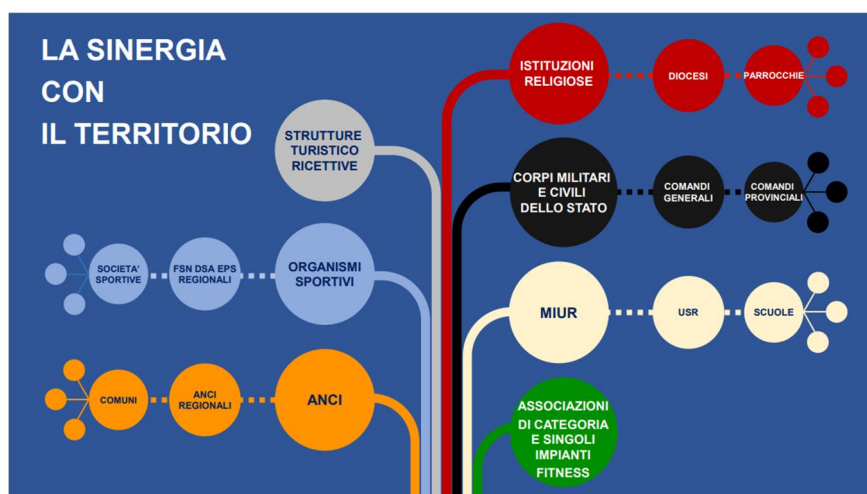 LA SINERGIA
CON
IL TERRITORIO
STRUTTURE
TURISTICO
RICETTIVE
SOCIETA'
SPORTIVE
FSN DSA EPS
REGIONALI
ORGANISMI
SPORTIVI
COMUNI
ANCI
REGIONALI
ANCI
ISTITUZIONI
RELIGIOSE
DIOCESI
PARROCCHIE
CORPI MILITARI
E CIVILI
DELLO STATO
COMANDI
GENERALI
COMANDI
PROVINCIALI
MIUR
USR
SCUOLE
ASSOCIAZIONI
DI CATEGORIA
E SINGOLI
IMPIANTI
FITNESS